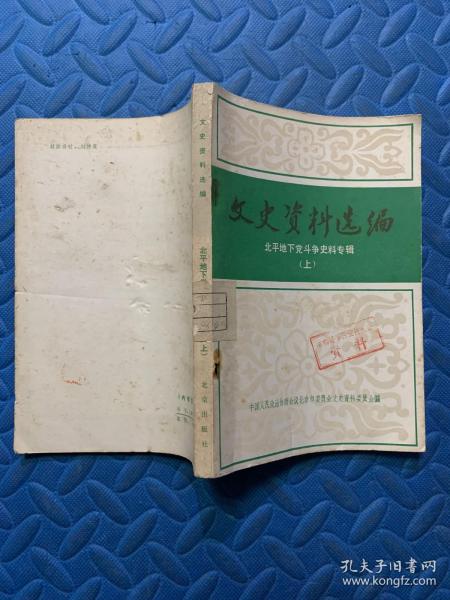 文史资料选编
北平地下党斗争史料专辑
（上）
资料
中国人民政治协商会议北京市委员会文史资料委员会编
文史资料选编
北平地下
上）
北京出版社
孔夫子旧书网
www.kongfz.com